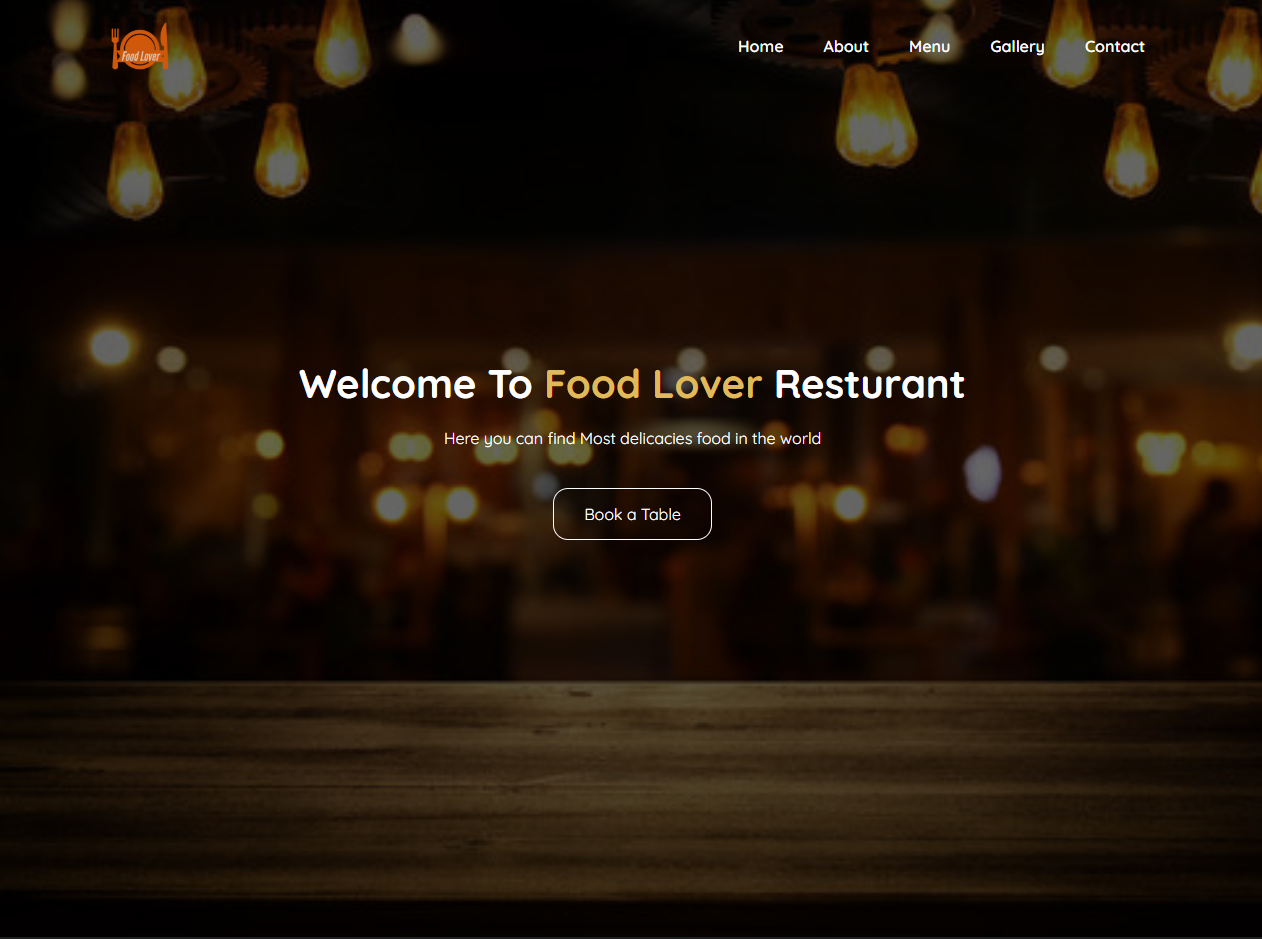 Food Lover
Home About Menu Gallery Contact
Welcome To Food Lover Resturant
Here you can find Most delicacies food in the world
Book a Table